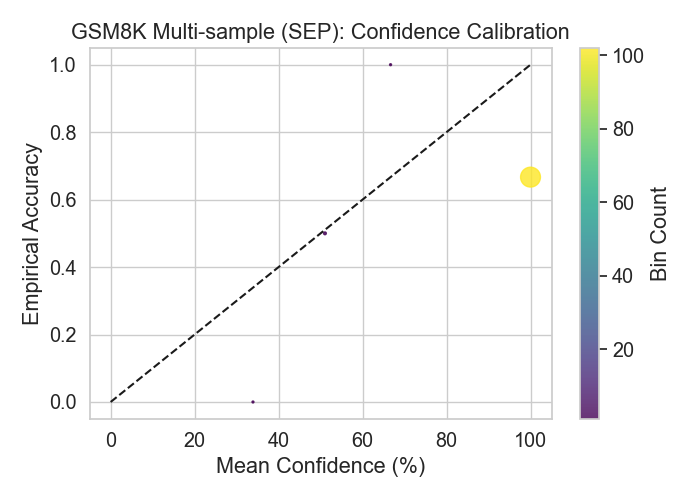 GSM8K Multi-sample (SEP): Confidence Calibration
1.0
0.8
0.6
0.4
0.2
0.0
Empirical Accuracy
0 20 40 60 80 100
Mean Confidence (%)
100
80
60
40
20
Bin Count